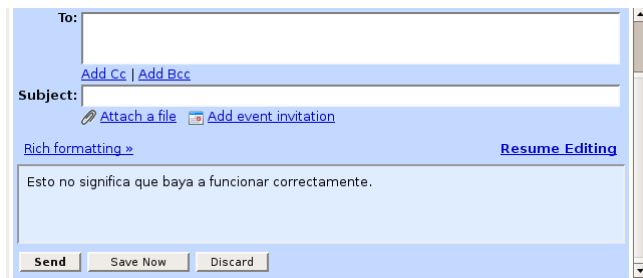 To:
Add Cc | Add Bcc
Subject:
Attach a file Add event invitation
Rich formatting » Resume Editing
Esto no significa que baya a funcionar correctamente.
Send Save Now Discard